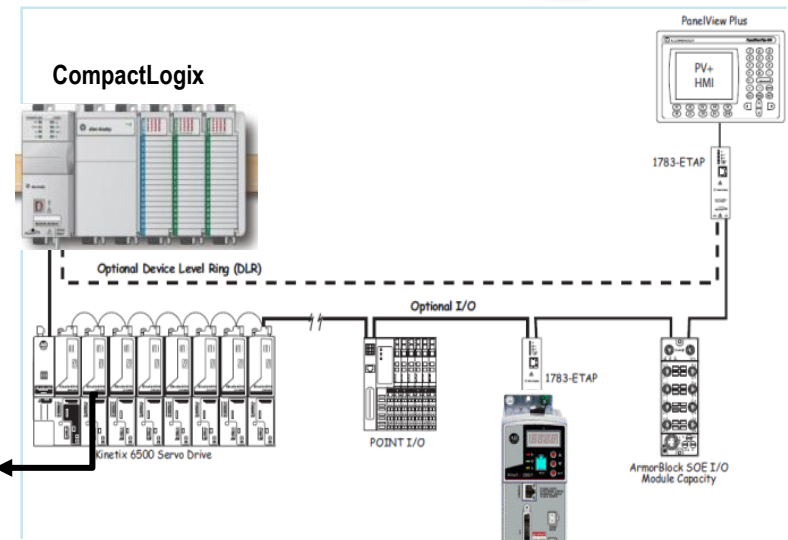 PanelView Plus
CompactLogix
PV+
HMI
1783-ETAP
Optional Device Level Ring (DLR)
Optional I/O
1783-ETAP
Kinetix 6500 Servo Drive
POINT I/O
ArmorBlock SOE I/O
Module Capacity